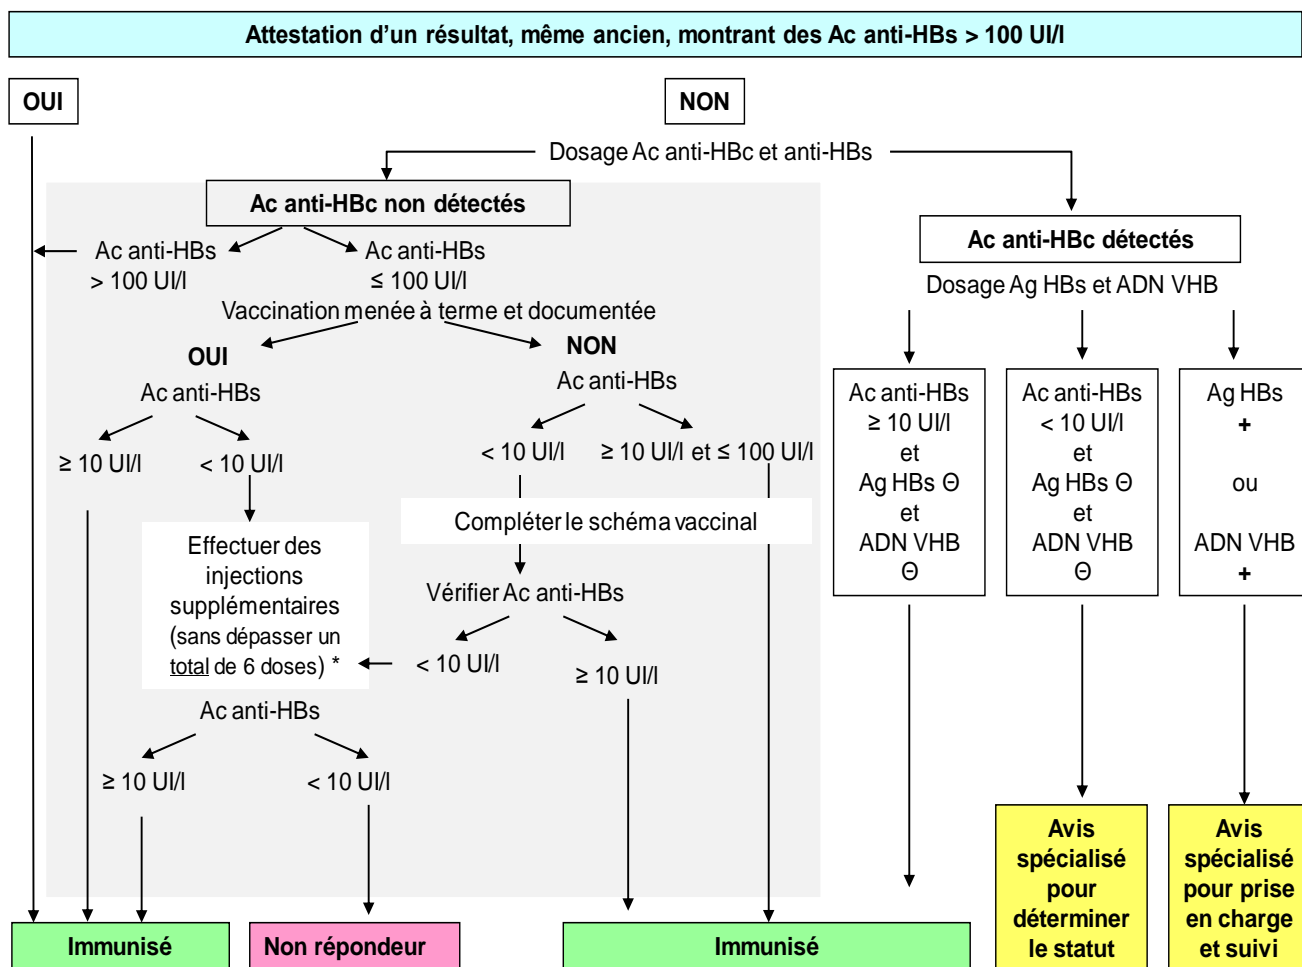 Attestation d'un résultat, même ancien, montrant des Ac anti-HBs > 100 UI/l
OUI
NON
Dosage Ac anti-HBc et anti-HBs
Ac anti-HBc non détectés
Ac anti-HBs
> 100 UI/l
Ac anti-HBs
≤ 100 UI/l
Vaccination menée à terme et documentée
OUI
Ac anti-HBs
≥ 10 UI/l
< 10 UI/l
NON
Ac anti-HBs
< 10 UI/l
≥ 10 UI/l et ≤ 100 UI/l
Effectuer des
injections
supplémentaires
(sans dépasser un
total de 6 doses) *
Compléter le schéma vaccinal
Vérifier Ac anti-HBs
< 10 UI/l
≥ 10 UI/l
Ac anti-HBs
≥ 10 UI/l
< 10 UI/l
Ac anti-HBc détectés
Dosage Ag HBs et ADN VHB
Ac anti-HBs
≥ 10 UI/l
et
Ag HBs Θ
et
ADN VHB
Θ
Ac anti-HBs
< 10 UI/l
et
Ag HBs Θ
et
ADN VHB
Θ
Ag HBs
+
ou
ADN VHB
+
Immunisé
Non répondeur
Immunisé
Avis
spécialisé
pour
déterminer
le statut
Avis
spécialisé
pour prise
en charge
et suivi